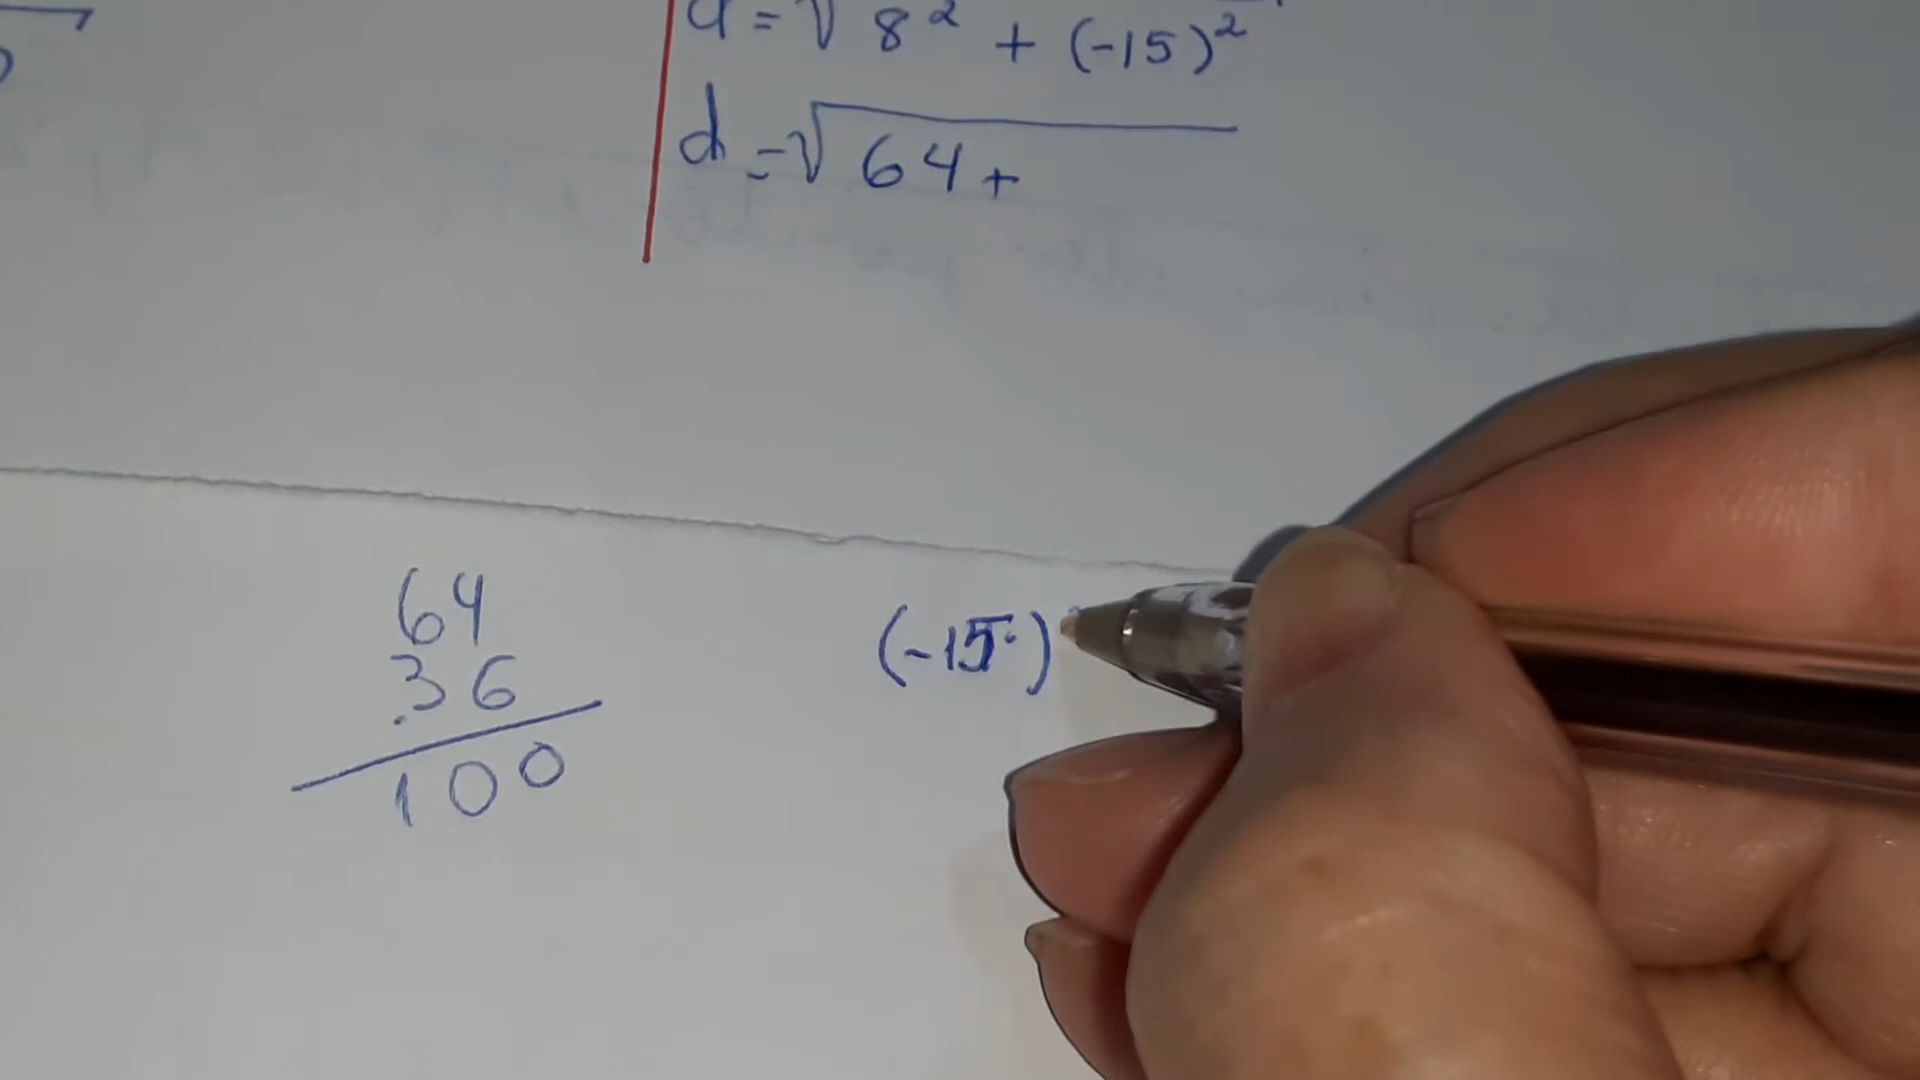 d = √ 8² + (-15)²
d = √ 64 +
64
36
100
(-15)